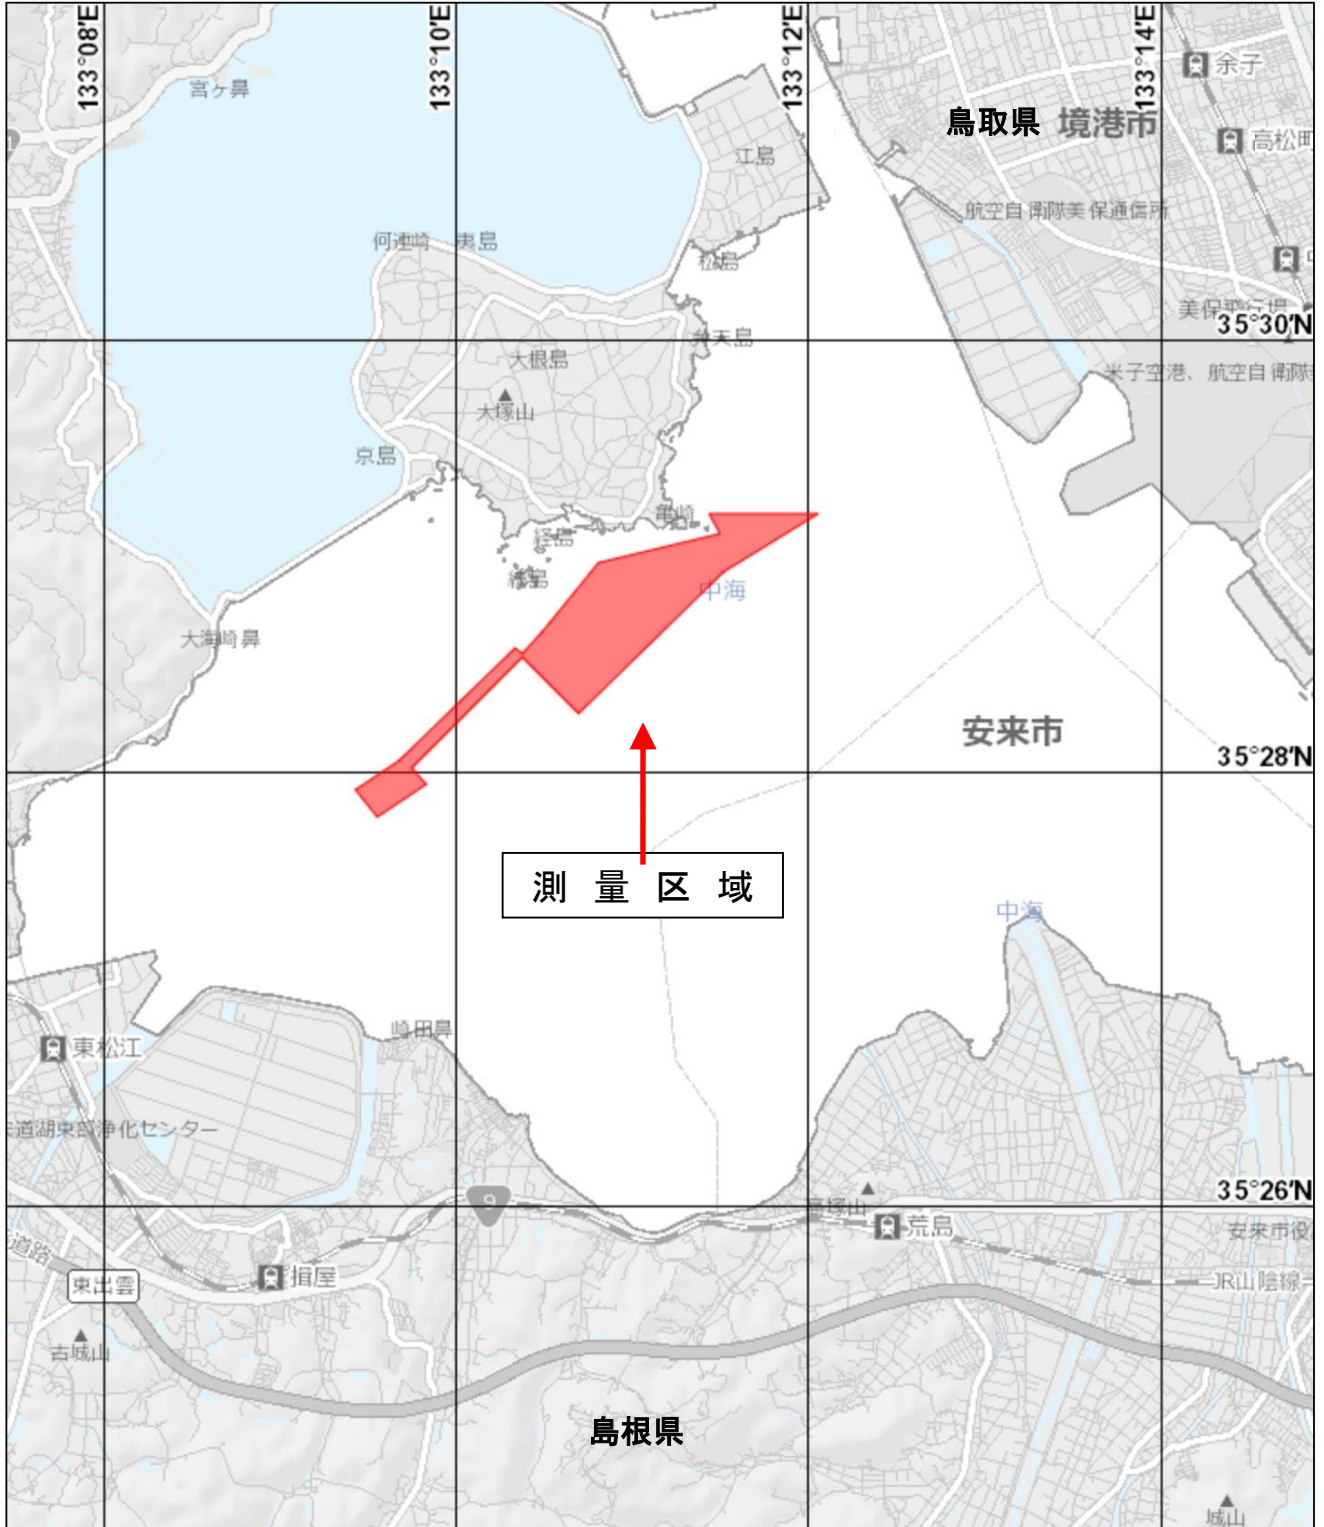 133°08′E
133°10′E
133°12′E
133°14′E
余子
宮ヶ鼻
鳥取県 境港市
高松町
江島
航空自衛隊美保通信所
何連崎
夷島
松島
美保飛行場
35°30′N
弁天島
大根島
米子空港、航空自衛隊
大塚山
京島
亀崎
経島
中海
大海崎鼻
安来市
35°28′N
測量区域
中海
崎田鼻
東松江
道湖東部浄化センター
35°26′N
9
高塚山
荒島
安来市役
道路
東出雲
揖屋
JR山陰線
古城山
島根県
城山